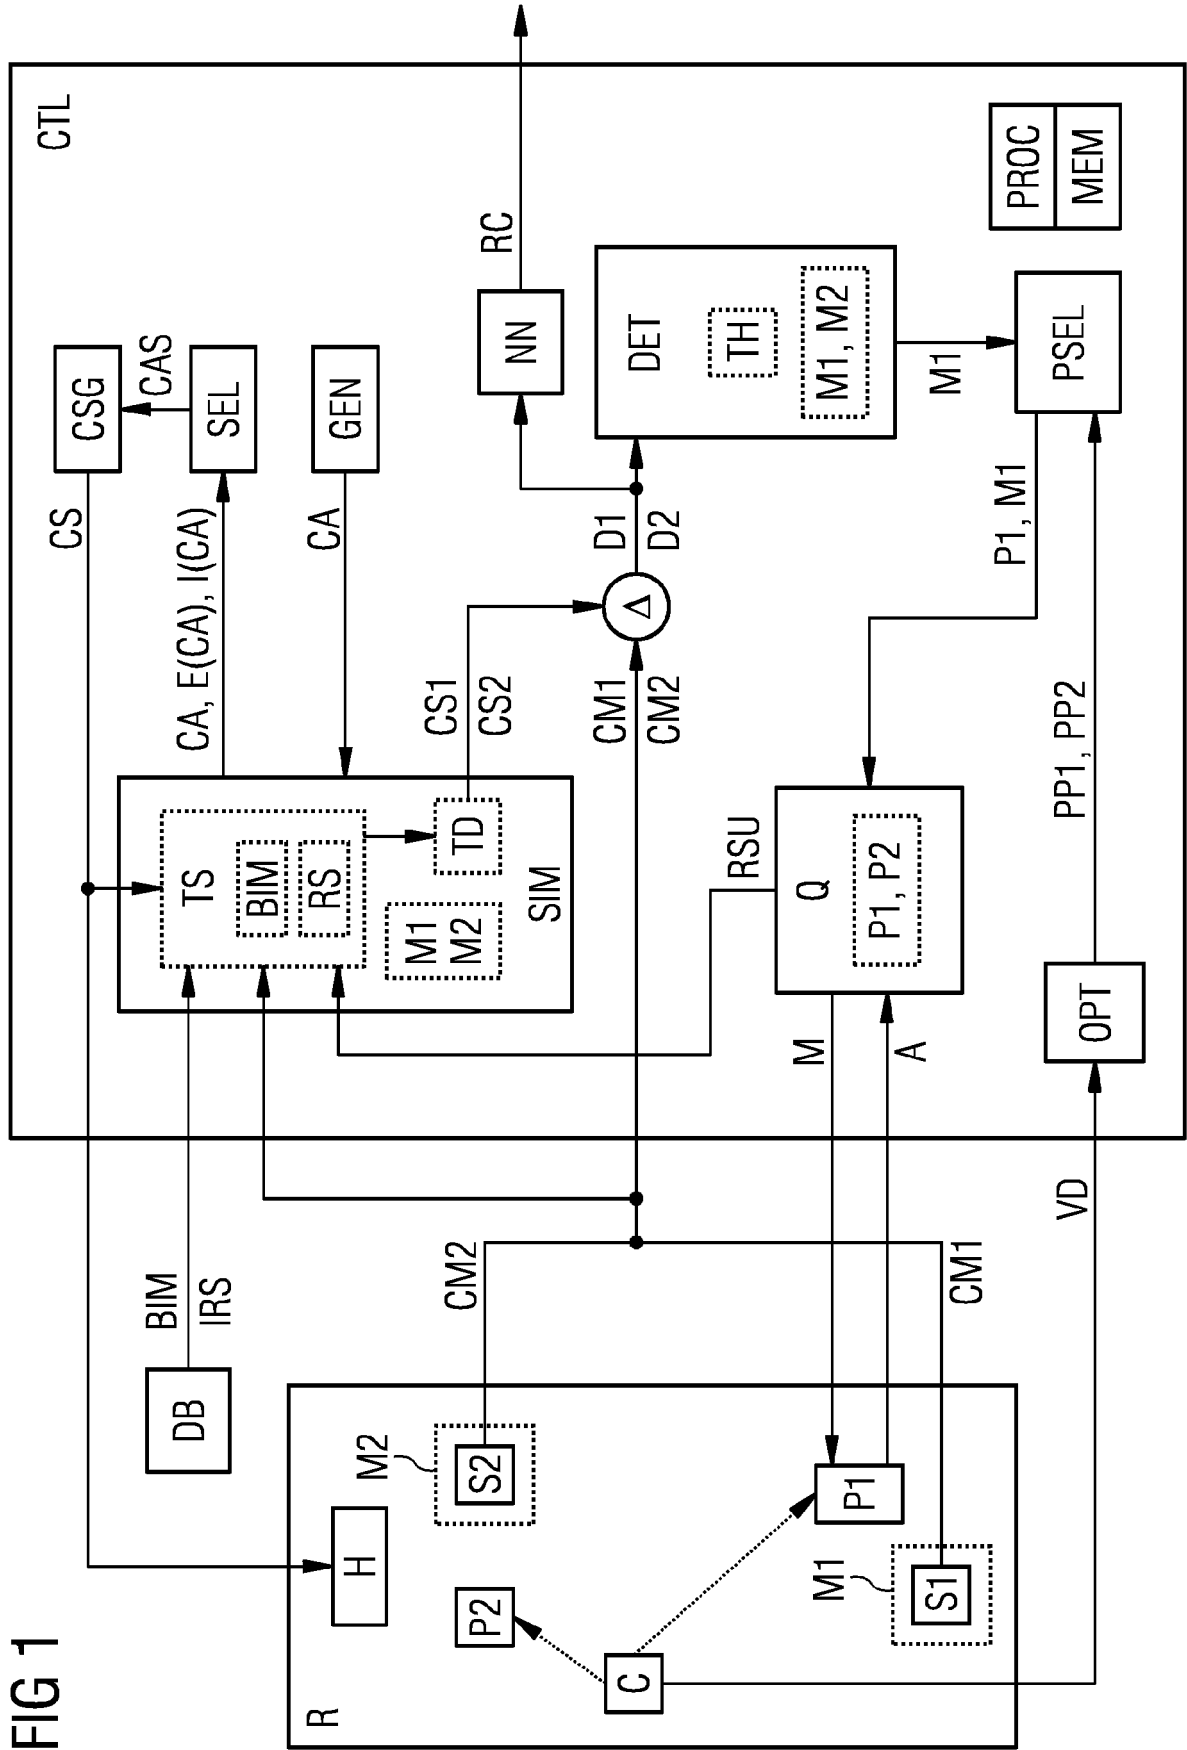 FIG 1
CTL
R
H
DB
BIM
IRS
CS
CSG
CAS
SEL
CA, E(CA), I(CA)
GEN
CA
TS
BIM
RS
TD
M1
M2
SIM
CS1
CS2
CM1
CM2
Δ
D1
D2
NN
RC
DET
TH
M1, M2
M1
PSEL
PROC
MEM
P1, M1
PP1, PP2
OPT
VD
RSU
Q
P1, P2
M
A
CM2
CM1
M2
S2
P2
C
P1
M1
S1